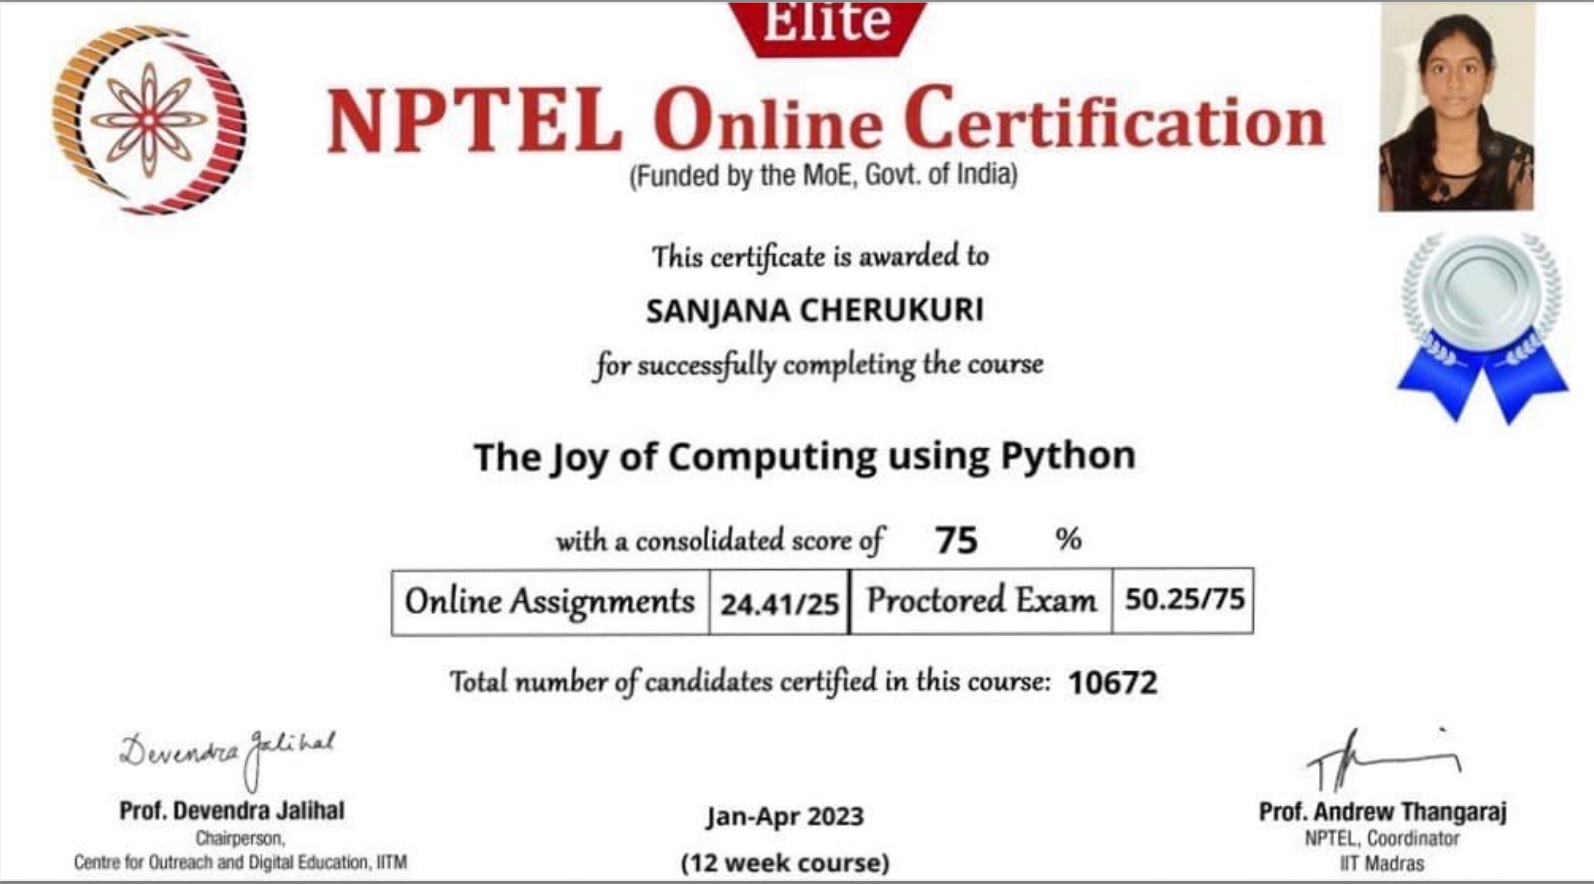 Elite
NPTEL Online Certification
(Funded by the MoE, Govt. of India)
This certificate is awarded to
SANJANA CHERUKURI
for successfully completing the course
The Joy of Computing using Python
with a consolidated score of 75 %
Online Assignments 24.41/25 Proctored Exam 50.25/75
Total number of candidates certified in this course: 10672
Devendra Jalihal
Prof. Devendra Jalihal
Chairperson,
Centre for Outreach and Digital Education, IITM
Jan-Apr 2023
(12 week course)
Prof. Andrew Thangaraj
NPTEL, Coordinator
IIT Madras